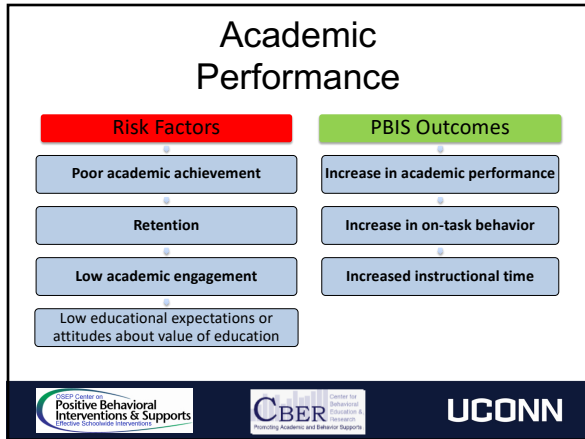 Academic
Performance
Risk Factors
Poor academic achievement
Retention
Low academic engagement
Low educational expectations or
attitudes about value of education
PBIS Outcomes
Increase in academic performance
Increase in on-task behavior
Increased instructional time
OSEP Center on
Positive Behavioral
Interventions & Supports
Effective Schoolwide Interventions
CBER
Center for
Behavioral
Education &
Research
Promoting Academic and Behavior Supports
UCONN